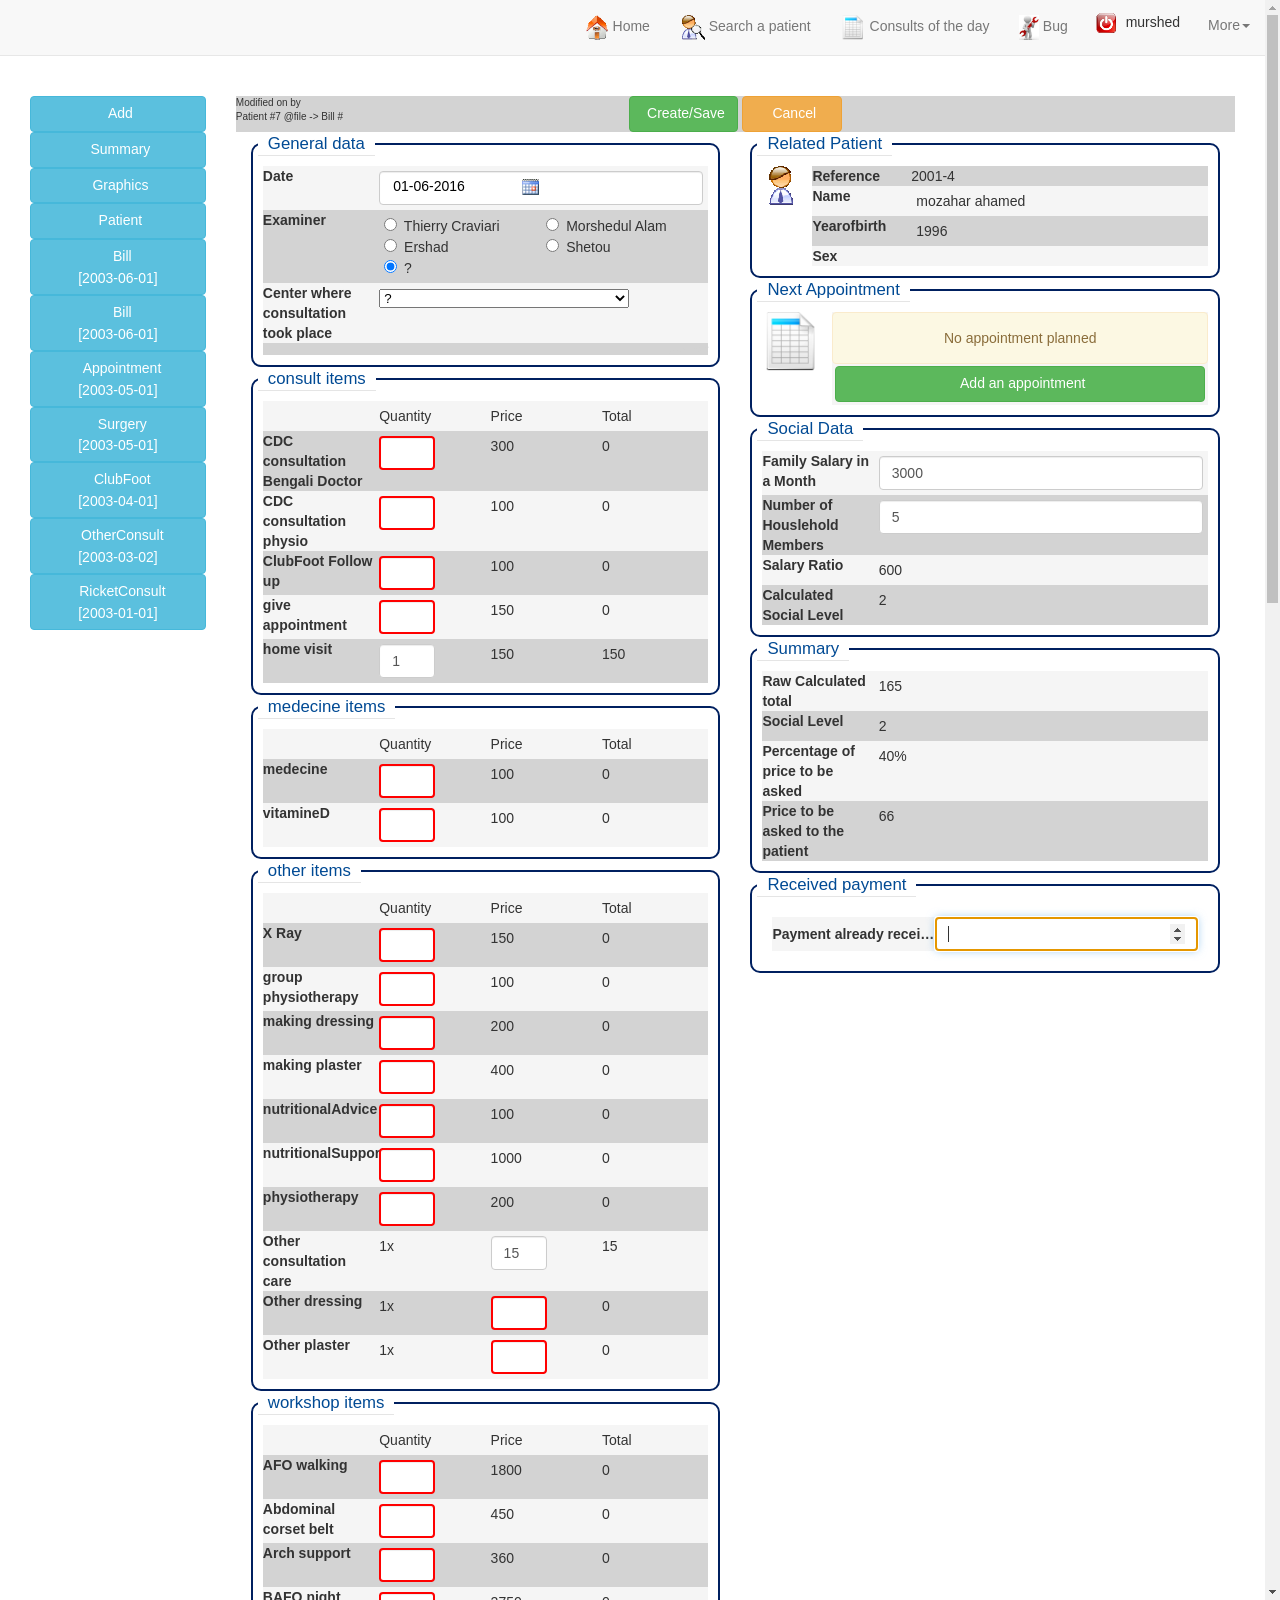 Home Search a patient Consults of the day Bug murshed More
Add
Summary
Graphics
Patient
Bill
[2003-06-01]
Bill
[2003-06-01]
Appointment
[2003-05-01]
Surgery
[2003-05-01]
ClubFoot
[2003-04-01]
OtherConsult
[2003-03-02]
RicketConsult
[2003-01-01]
Modified on by
Patient #7 @file -> Bill #
Create/Save Cancel
General data
Date 01-06-2016
Examiner Thierry Craviari Morshedul Alam
Ershad Shetou
?
Center where consultation took place ?
consult items
Quantity Price Total
CDC consultation Bengali Doctor 300 0
CDC consultation physio 100 0
ClubFoot Follow up 100 0
give appointment 150 0
home visit 1 150 150
medecine items
Quantity Price Total
medecine 100 0
vitamineD 100 0
other items
Quantity Price Total
X Ray 150 0
group physiotherapy 100 0
making dressing 200 0
making plaster 400 0
nutritionalAdvice 100 0
nutritionalSuppor 1000 0
physiotherapy 200 0
Other consultation care 1x 15 15
Other dressing 1x 0
Other plaster 1x 0
workshop items
Quantity Price Total
AFO walking 1800 0
Abdominal corset belt 450 0
Arch support 360 0
BAFO night
Related Patient
Reference 2001-4
Name mozahar ahamed
Yearofbirth 1996
Sex
Next Appointment
No appointment planned
Add an appointment
Social Data
Family Salary in a Month 3000
Number of Houslehold Members 5
Salary Ratio 600
Calculated Social Level 2
Summary
Raw Calculated total 165
Social Level 2
Percentage of price to be asked 40%
Price to be asked to the patient 66
Received payment
Payment already recei...